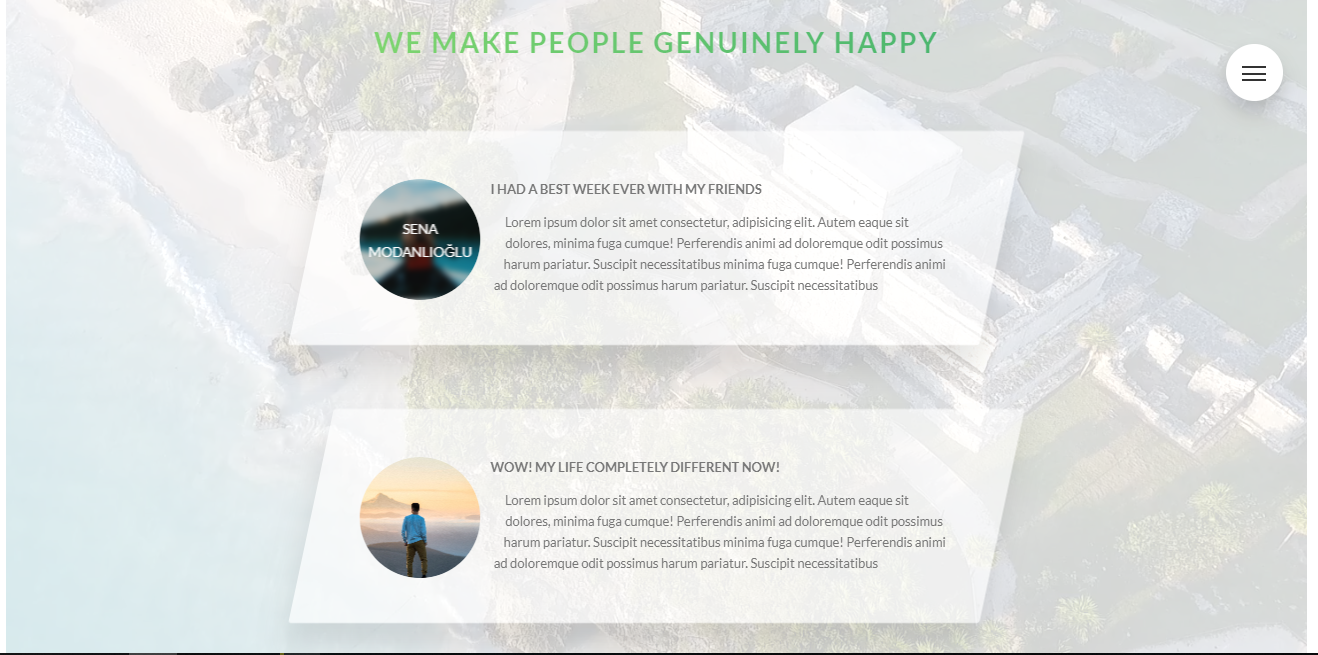 WE MAKE PEOPLE GENUINELY HAPPY
I HAD A BEST WEEK EVER WITH MY FRIENDS
SENA
MODANLIOĞLU
Lorem ipsum dolor sit amet consectetur, adipisicing elit. Autem eaque sit
dolores, minima fuga cumque! Perferendis animi ad doloremque odit possimus
harum pariatur. Suscipit necessitatibus minima fuga cumque! Perferendis animi
ad doloremque odit possimus harum pariatur. Suscipit necessitatibus
WOW! MY LIFE COMPLETELY DIFFERENT NOW!
Lorem ipsum dolor sit amet consectetur, adipisicing elit. Autem eaque sit
dolores, minima fuga cumque! Perferendis animi ad doloremque odit possimus
harum pariatur. Suscipit necessitatibus minima fuga cumque! Perferendis animi
ad doloremque odit possimus harum pariatur. Suscipit necessitatibus